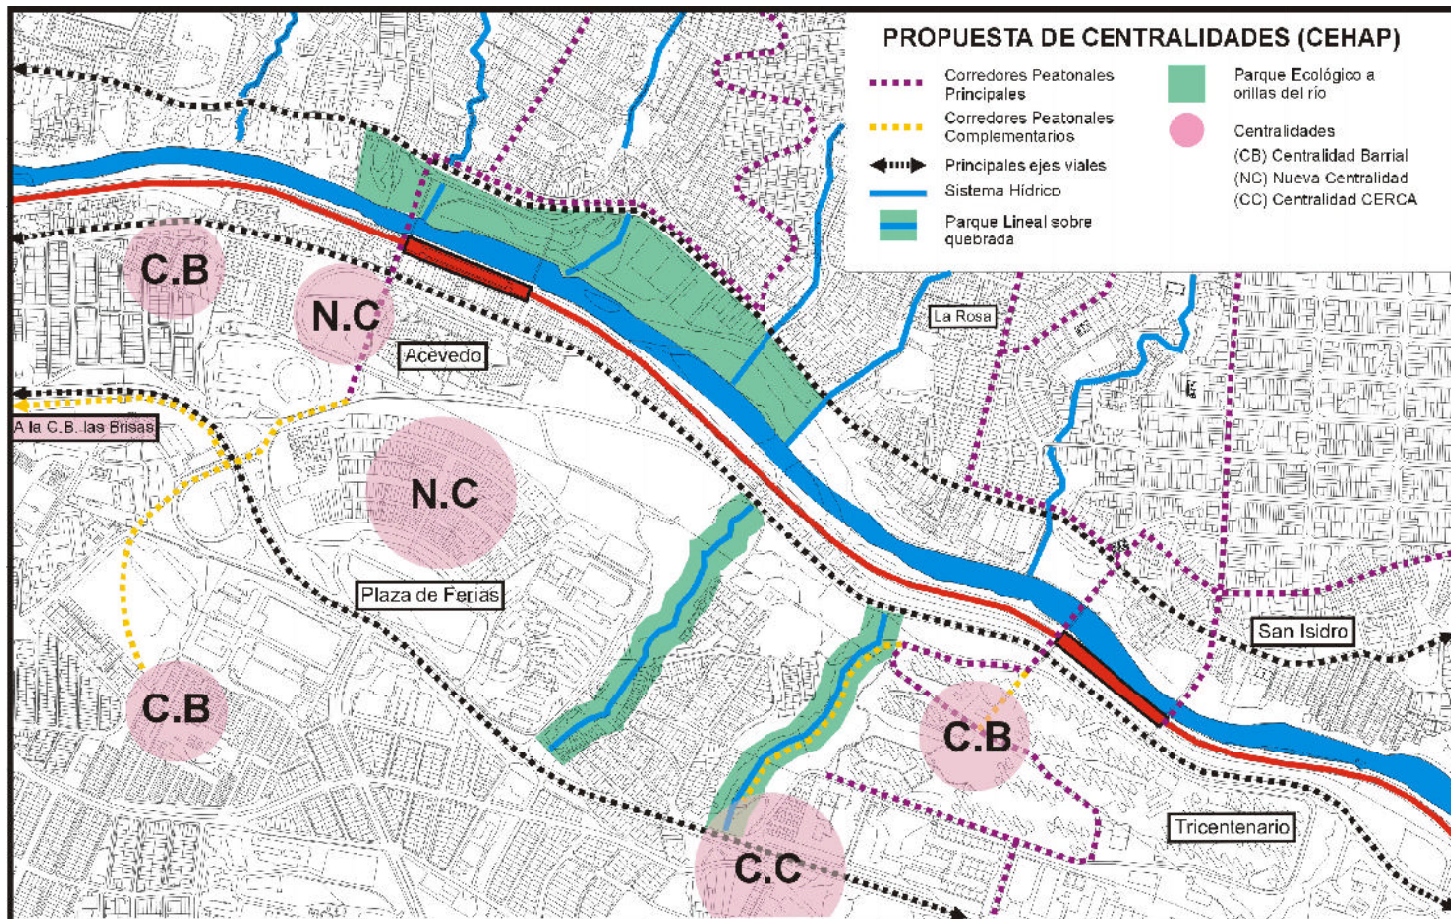 PROPUESTA DE CENTRALIDADES (CEHAP)
Corredores Peatonales
Principales
Corredores Peatonales
Complementarios
Principales ejes viales
Sistema Hídrico
Parque Lineal sobre
quebrada
Parque Ecológico a
orillas del río
Centralidades
(CB) Centralidad Barrial
(NC) Nueva Centralidad
(CC) Centralidad CERCA
C.B
N.C
La Rosa
Acevedo
A la C.B. las Brisas
N.C
Plaza de Ferias
San Isidro
C.B
C.B
Tricentenario
C.C